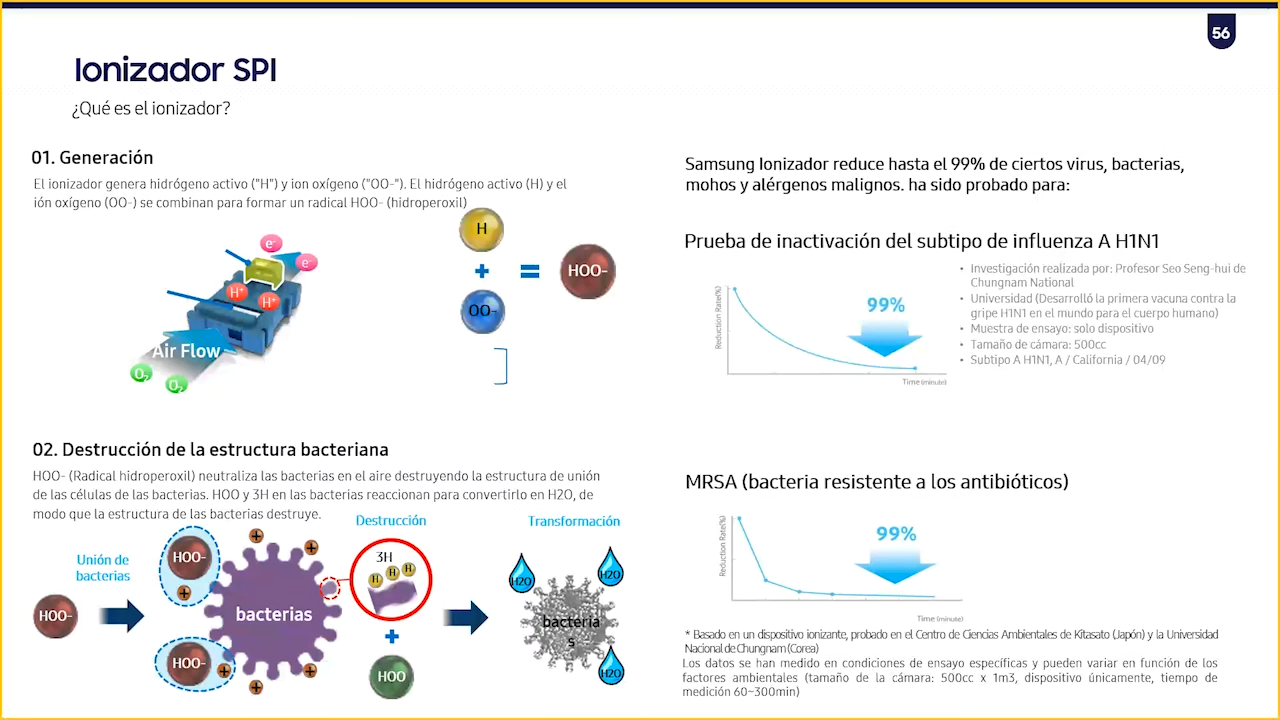 56
Ionizador SPI
¿Qué es el ionizador?
01. Generación
El ionizador genera hidrógeno activo ("H") y ion oxígeno ("OO-"). El hidrógeno activo (H) y el
ión oxígeno (OO-) se combinan para formar un radical HOO- (hidroperoxil)
e-
e-
H+
H+
Air Flow
O2
O2
H
+
OO-
=
HOO-
02. Destrucción de la estructura bacteriana
HOO- (Radical hidroperoxil) neutraliza las bacterias en el aire destruyendo la estructura de unión
de las células de las bacterias. HOO y 3H en las bacterias reaccionan para convertirlo en H2O, de
modo que la estructura de las bacterias destruye.
Unión de
bacterias
HOO-
HOO-
+
HOO-
+
+
+
+
bacterias
Destrucción
3H
H
H
H
+
HOO
Transformación
H2O
H2O
bacteria
s
H2O
Samsung Ionizador reduce hasta el 99% de ciertos virus, bacterias,
mohos y alérgenos malignos. ha sido probado para:
Prueba de inactivación del subtipo de influenza A H1N1
Reduction Rate(%)
99%
Time (minute)
• Investigación realizada por: Profesor Seo Seng-hui de
Chungnam National
• Universidad (Desarrolló la primera vacuna contra la
gripe H1N1 en el mundo para el cuerpo humano)
• Muestra de ensayo: solo dispositivo
• Tamaño de cámara: 500cc
• Subtipo A H1N1, A / California / 04/09
MRSA (bacteria resistente a los antibióticos)
Reduction Rate(%)
99%
Time (minute)
* Basado en un dispositivo ionizante, probado en el Centro de Ciencias Ambientales de Kitasato (Japón) y la Universidad
Nacional de Chungnam (Corea)
Los datos se han medido en condiciones de ensayo específicas y pueden variar en función de los
factores ambientales (tamaño de la cámara: 500cc x 1m3, dispositivo únicamente, tiempo de
medición 60~300min)